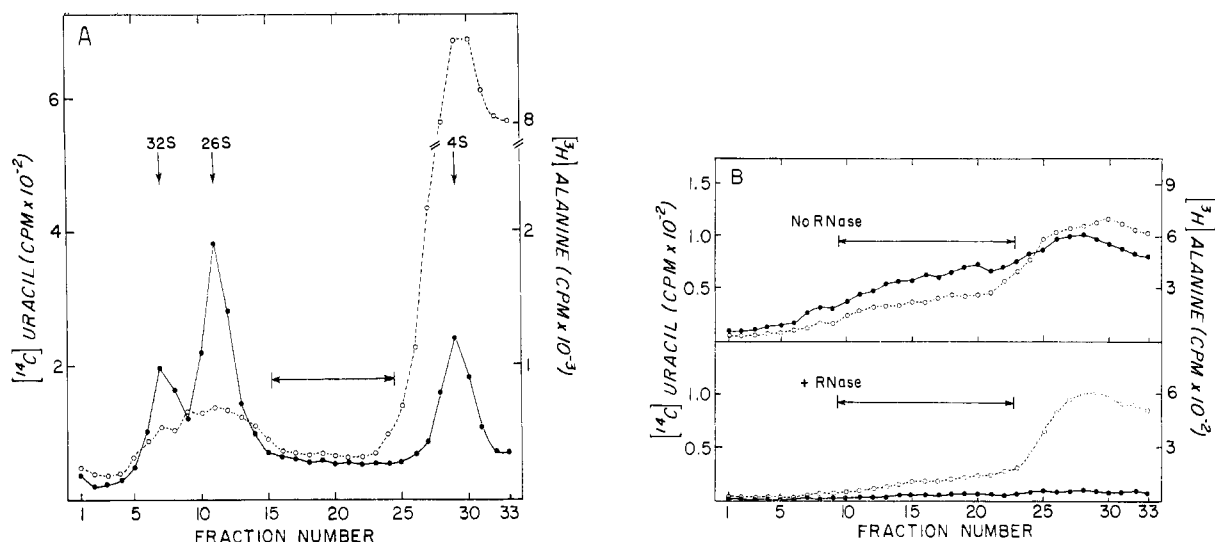 A
32S
26S
4S
6
4
2
8
2
1
[14C] URACIL (CPM x 10-2)
[3H] ALANINE (CPM x 10-3)
1 5 10 15 20 25 30 33
FRACTION NUMBER
B
No RNase
1.5
1.0
0.5
9
6
3
+ RNase
1.0
0.5
6
3
[14C] URACIL (CPM x 10-2)
[3H] ALANINE (CPM x 10-2)
1 5 10 15 20 25 30 33
FRACTION NUMBER